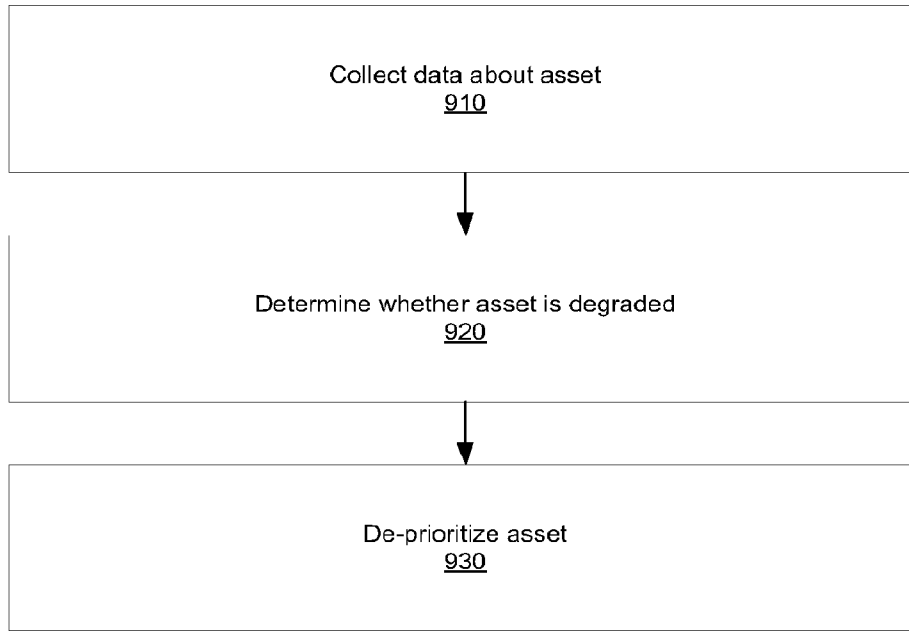 Collect data about asset
910
Determine whether asset is degraded
920
De-prioritize asset
930